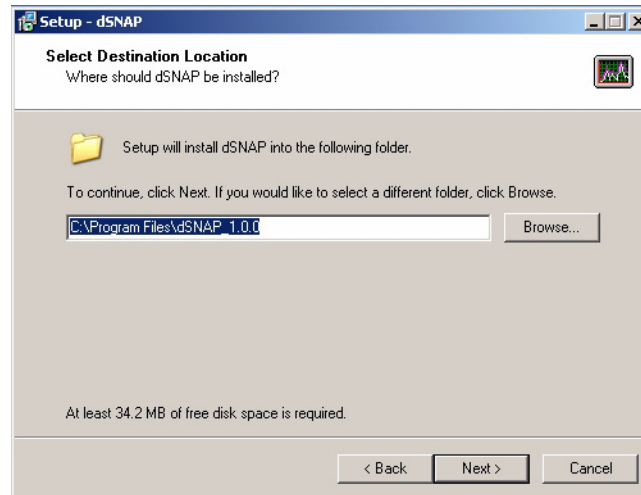 Setup - dSNAP
Select Destination Location
Where should dSNAP be installed?
Setup will install dSNAP into the following folder.
To continue, click Next. If you would like to select a different folder, click Browse.
C:\Program Files\dSNAP_1.0.0
Browse...
At least 34.2 MB of free disk space is required.
< Back
Next >
Cancel